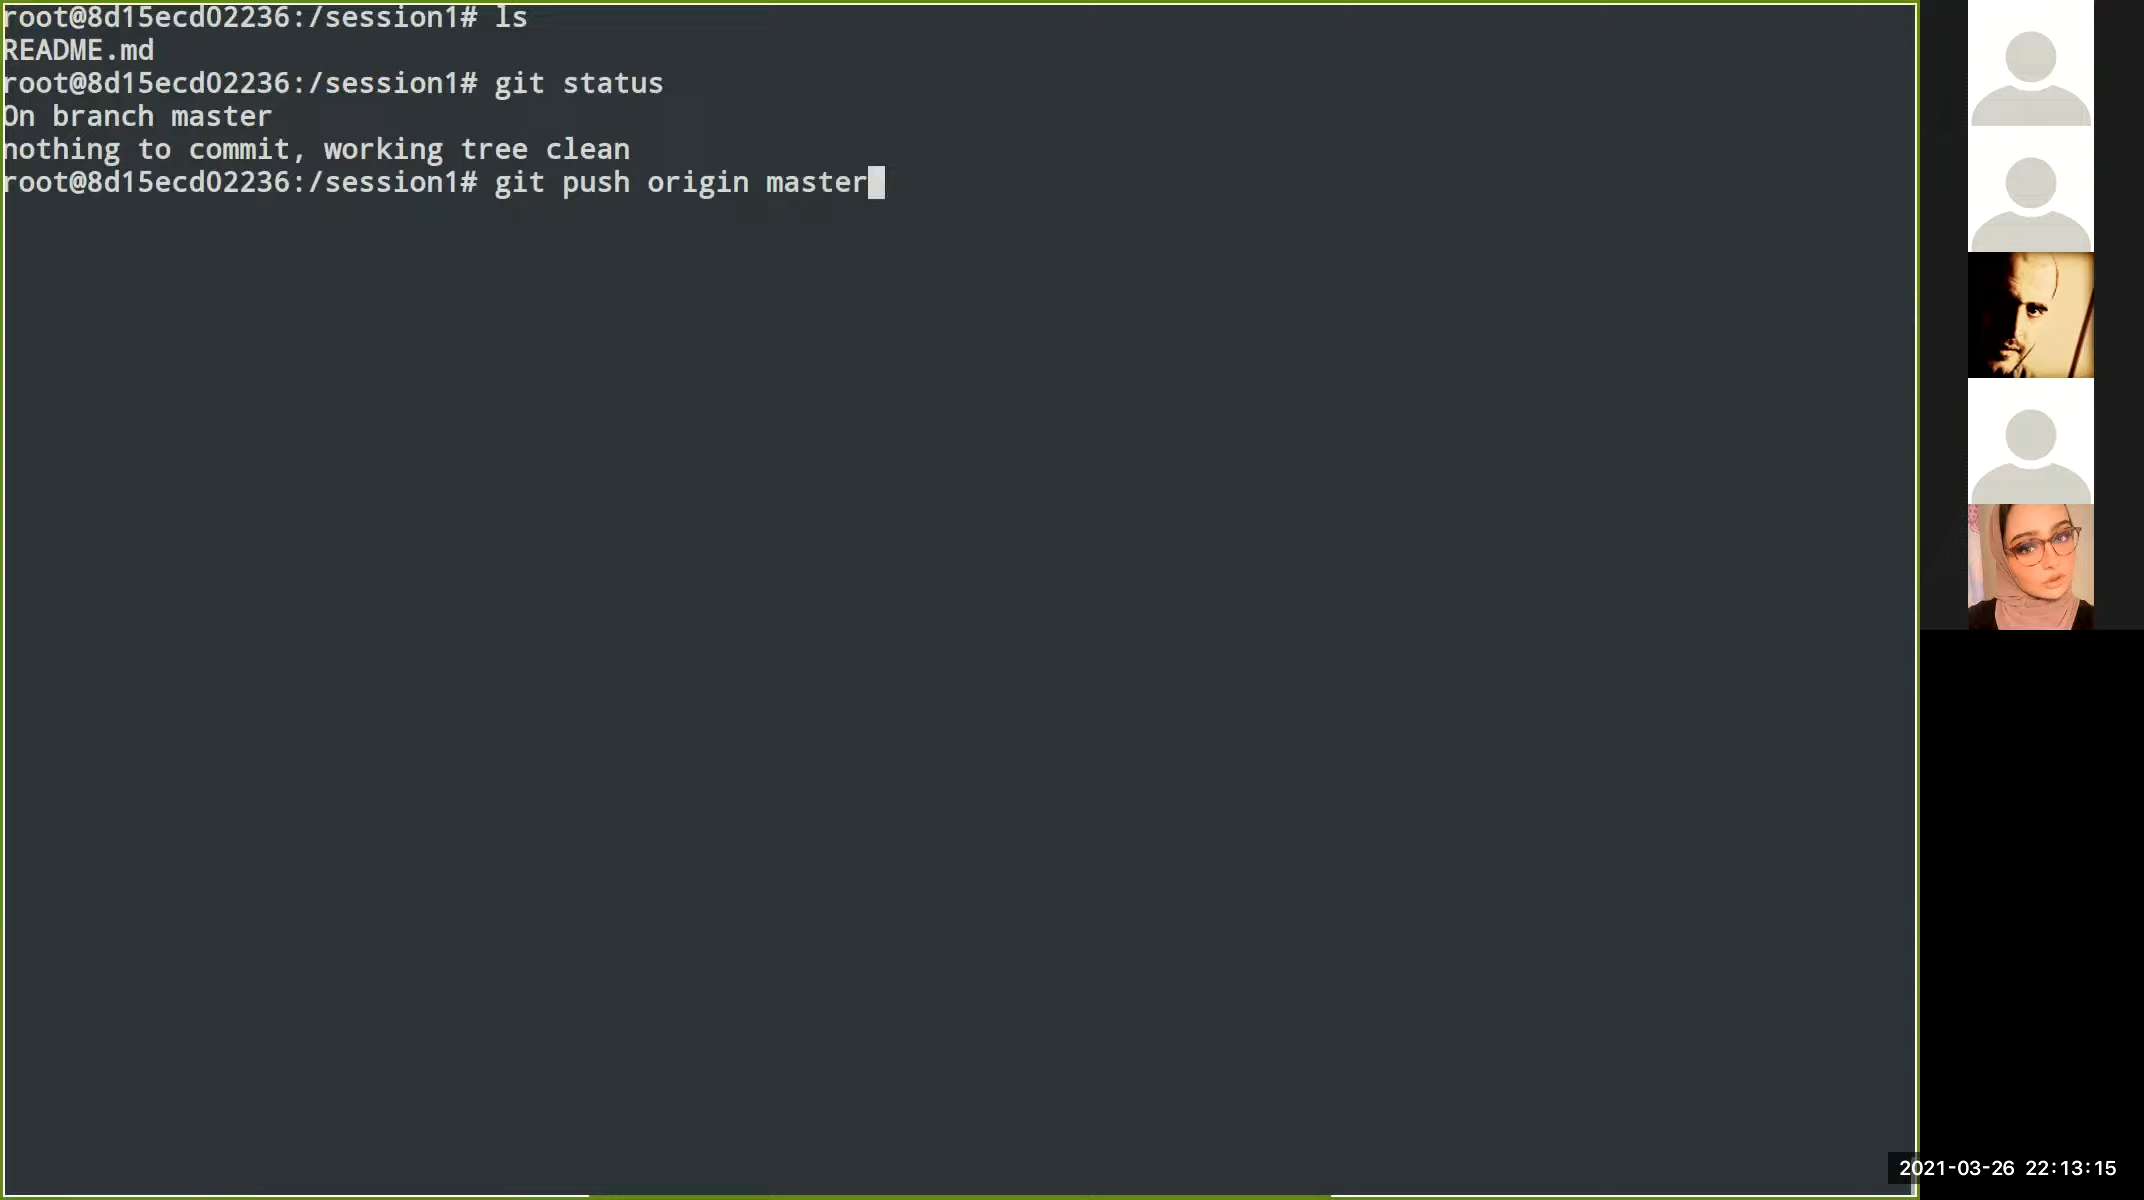 root@8d15ecd02236:/session1# ls
README.md
root@8d15ecd02236:/session1# git status
On branch master
nothing to commit, working tree clean
root@8d15ecd02236:/session1# git push origin master
2021-03-26 22:13:15